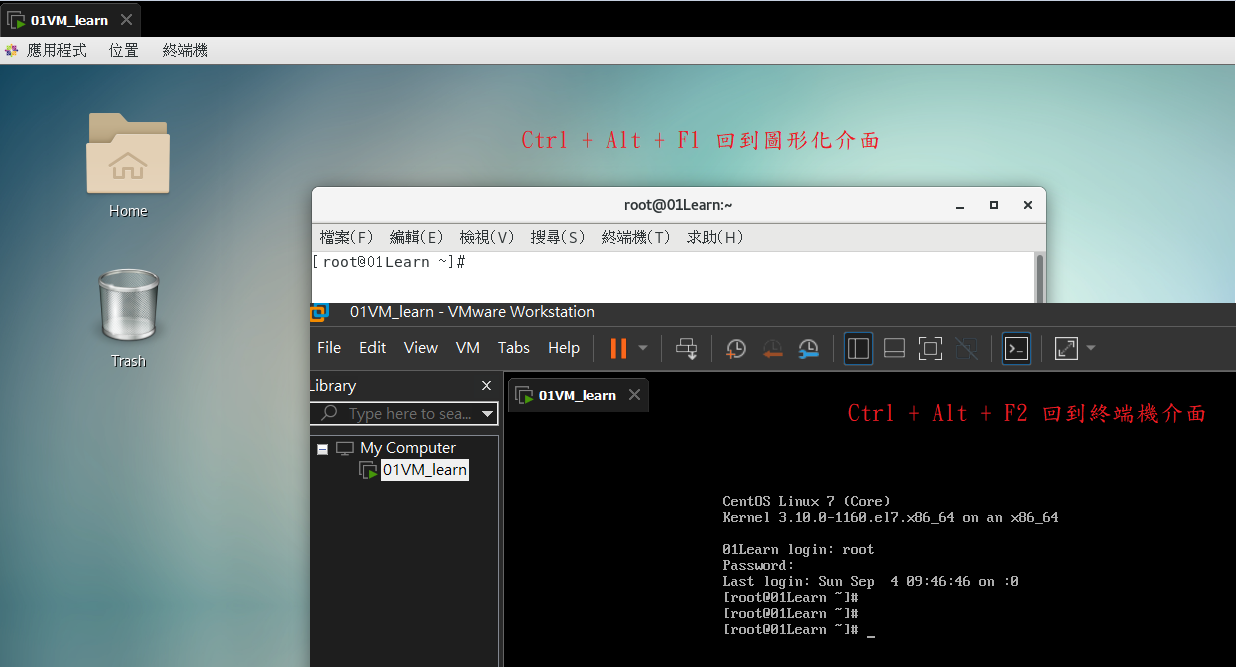 01VM_learn
應用程式 位置 終端機
Ctrl + Alt + F1 回到圖形化介面
Home
root@01Learn:~
檔案(F) 編輯(E) 檢視(V) 搜尋(S) 終端機(T) 求助(H)
[root@01Learn ~]#
Trash
01VM_learn - VMware Workstation
File Edit View VM Tabs Help
Library
Type here to sea...
My Computer
01VM_learn
01VM_learn
Ctrl + Alt + F2 回到終端機介面
CentOS Linux 7 (Core)
Kernel 3.10.0-1160.el7.x86_64 on an x86_64
01Learn login: root
Password:
Last login: Sun Sep  4 09:46:46 on :0
[root@01Learn ~]#
[root@01Learn ~]#
[root@01Learn ~]# _